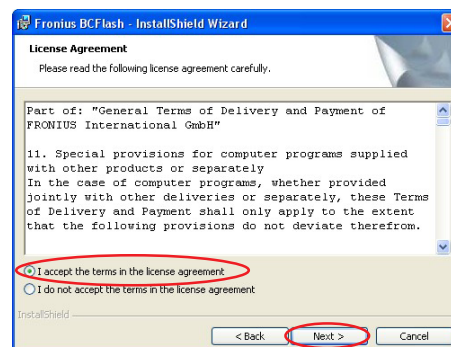 Fronius BCFlash - InstallShield Wizard
License Agreement
Please read the following license agreement carefully.
Part of: "General Terms of Delivery and Payment of
FRONIUS International GmbH"
11. Special provisions for computer programs supplied
with other products or separately
In the case of computer programs, whether provided
jointly with other deliveries or separately, these Terms
of Delivery and Payment shall only apply to the extent
that the following provisions do not deviate therefrom.
I accept the terms in the license agreement
I do not accept the terms in the license agreement
InstallShield
< Back Next > Cancel